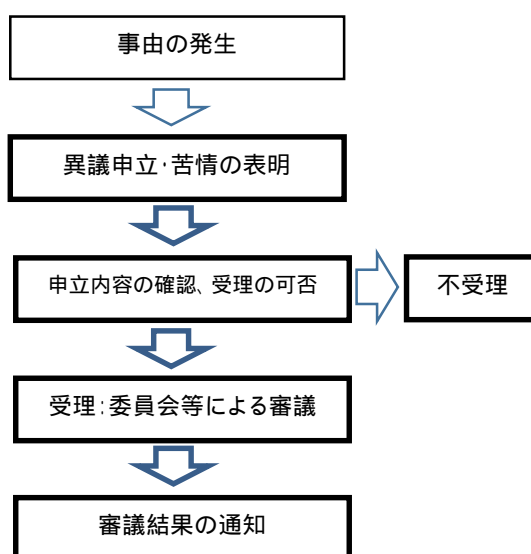 事由の発生
異議申立・苦情の表明
申立内容の確認、受理の可否
不受理
受理：委員会等による審議
審議結果の通知